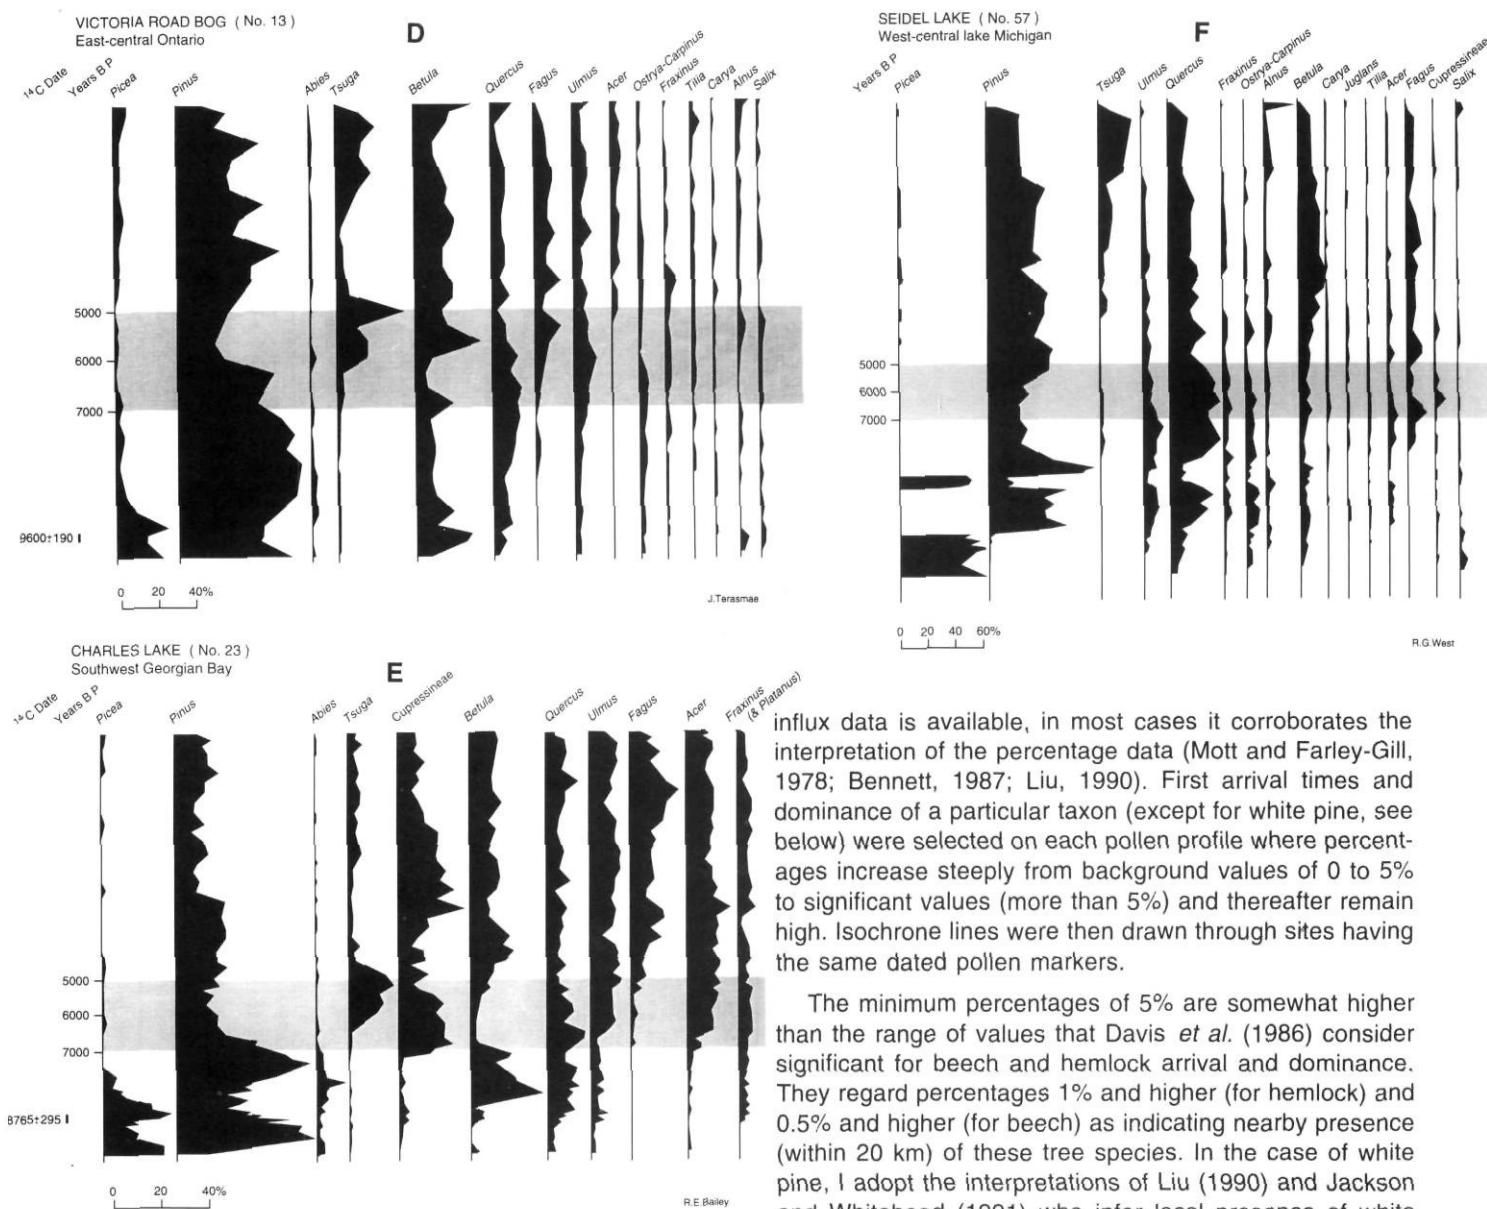 VICTORIA ROAD BOG ( No. 13 )
East-central Ontario
D
¹⁴C Date
Years B P
Picea
Pinus
Abies
Tsuga
Betula
Quercus
Fagus
Ulmus
Acer
Ostrya-Carpinus
Fraxinus
Tilia
Carya
Alnus
Salix
5000
6000
7000
9600±190
0 20 40%
J.Terasmae
SEIDEL LAKE ( No. 57 )
West-central lake Michigan
F
Years B P
Picea
Pinus
Tsuga
Ulmus
Quercus
Fraxinus
Ostrya-Carpinus
Alnus
Betula
Carya
Juglans
Tilia
Acer
Fagus
Cupressineae
Salix
5000
6000
7000
0 20 40 60%
R.G.West
CHARLES LAKE ( No. 23 )
Southwest Georgian Bay
E
¹⁴C Date
Years B P
Picea
Pinus
Abies
Tsuga
Cupressineae
Betula
Quercus
Ulmus
Fagus
Acer
Fraxinus
(& Platanus)
5000
6000
7000
8765±295
0 20 40%
R.E.Bailey
influx data is available, in most cases it corroborates the
interpretation of the percentage data (Mott and Farley-Gill,
1978; Bennett, 1987; Liu, 1990). First arrival times and
dominance of a particular taxon (except for white pine, see
below) were selected on each pollen profile where percent-
ages increase steeply from background values of 0 to 5%
to significant values (more than 5%) and thereafter remain
high. Isochrone lines were then drawn through sites having
the same dated pollen markers.
The minimum percentages of 5% are somewhat higher
than the range of values that Davis et al. (1986) consider
significant for beech and hemlock arrival and dominance.
They regard percentages 1% and higher (for hemlock) and
0.5% and higher (for beech) as indicating nearby presence
(within 20 km) of these tree species. In the case of white
pine, I adopt the interpretations of Liu (1990) and Jackson
and Whitehead (1991) who infer local presence of white